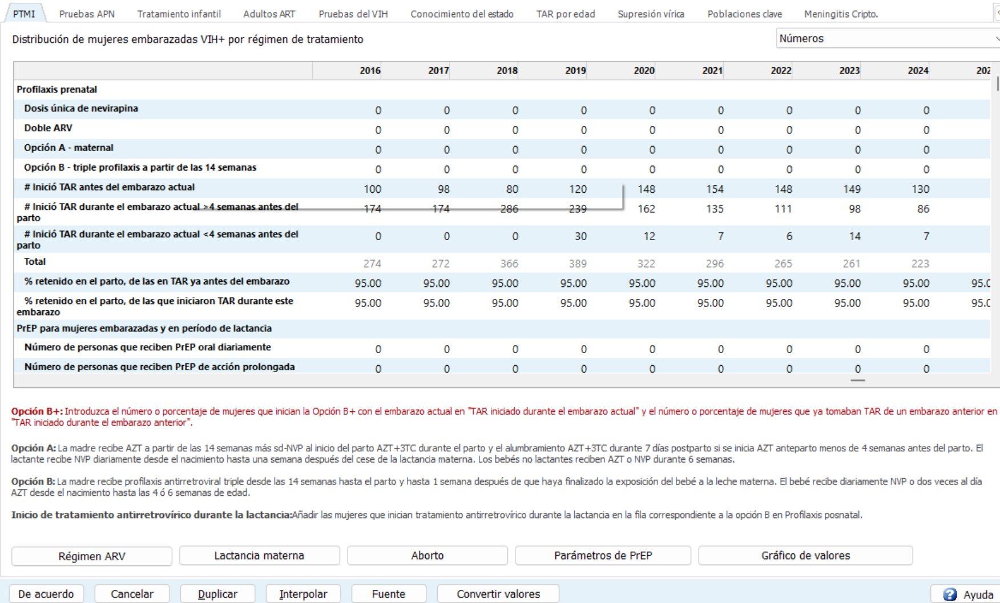 PTMI Pruebas APN Tratamiento infantil Adultos ART Pruebas del VIH Conocimiento del estado TAR por edad Supresión vírica Poblaciones clave Meningitis Cripto.
Distribución de mujeres embarazadas VIH+ por régimen de tratamiento Números
2016 2017 2018 2019 2020 2021 2022 2023 2024 202
Profilaxis prenatal
Dosis única de nevirapina 0 0 0 0 0 0 0 0 0
Doble ARV 0 0 0 0 0 0 0 0 0
Opción A - maternal 0 0 0 0 0 0 0 0 0
Opción B - triple profilaxis a partir de las 14 semanas 0 0 0 0 0 0 0 0 0
# Inició TAR antes del embarazo actual 100 98 80 120 148 154 148 149 130
# Inició TAR durante el embarazo actual >4 semanas antes del
parto 174 174 286 239 162 135 111 98 86
# Inició TAR durante el embarazo actual <4 semanas antes del
parto 0 0 0 30 12 7 6 14 7
Total 274 272 366 389 322 296 265 261 223
% retenido en el parto, de las en TAR ya antes del embarazo 95.00 95.00 95.00 95.00 95.00 95.00 95.00 95.00 95.00 95.0
% retenido en el parto, de las que iniciaron TAR durante este
embarazo 95.00 95.00 95.00 95.00 95.00 95.00 95.00 95.00 95.00 95.0
PrEP para mujeres embarazadas y en período de lactancia
Número de personas que reciben PrEP oral diariamente 0 0 0 0 0 0 0 0 0
Número de personas que reciben PrEP de acción prolongada 0 0 0 0 0 0 0 0 0
Opción B+: Introduzca el número o porcentaje de mujeres que inician la Opción B+ con el embarazo actual en "TAR iniciado durante el embarazo actual" y el número o porcentaje de mujeres que ya tomaban TAR de un embarazo anterior en
"TAR iniciado durante el embarazo anterior".
Opción A: La madre recibe AZT a partir de las 14 semanas más sd-NVP al inicio del parto AZT+3TC durante el parto y el alumbramiento AZT+3TC durante 7 días postparto si se inicia AZT anteparto menos de 4 semanas antes del parto. El
lactante recibe NVP diariamente desde el nacimiento hasta una semana después del cese de la lactancia materna. Los bebés no lactantes reciben AZT o NVP durante 6 semanas.
Opción B: La madre recibe profilaxis antirretroviral triple desde las 14 semanas hasta el parto y hasta 1 semana después de que haya finalizado la exposición del bebé a la leche materna. El bebé recibe diariamente NVP o dos veces al día
AZT desde el nacimiento hasta las 4 ó 6 semanas de edad.
Inicio de tratamiento antirretrovírico durante la lactancia:Añadir las mujeres que inician tratamiento antirretrovírico durante la lactancia en la fila correspondiente a la opción B en Profilaxis posnatal.
Régimen ARV Lactancia materna Aborto Parámetros de PrEP Gráfico de valores
De acuerdo Cancelar Duplicar Interpolar Fuente Convertir valores Ayuda